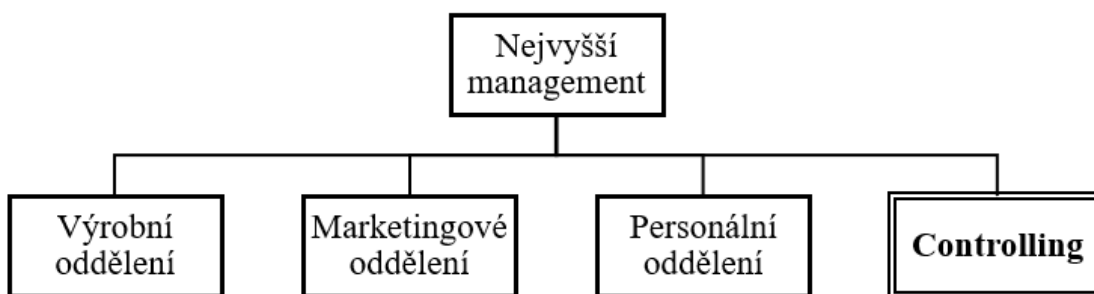 Nejvyšší
management
Výrobní
oddělení
Marketingové
oddělení
Personální
oddělení
Controlling